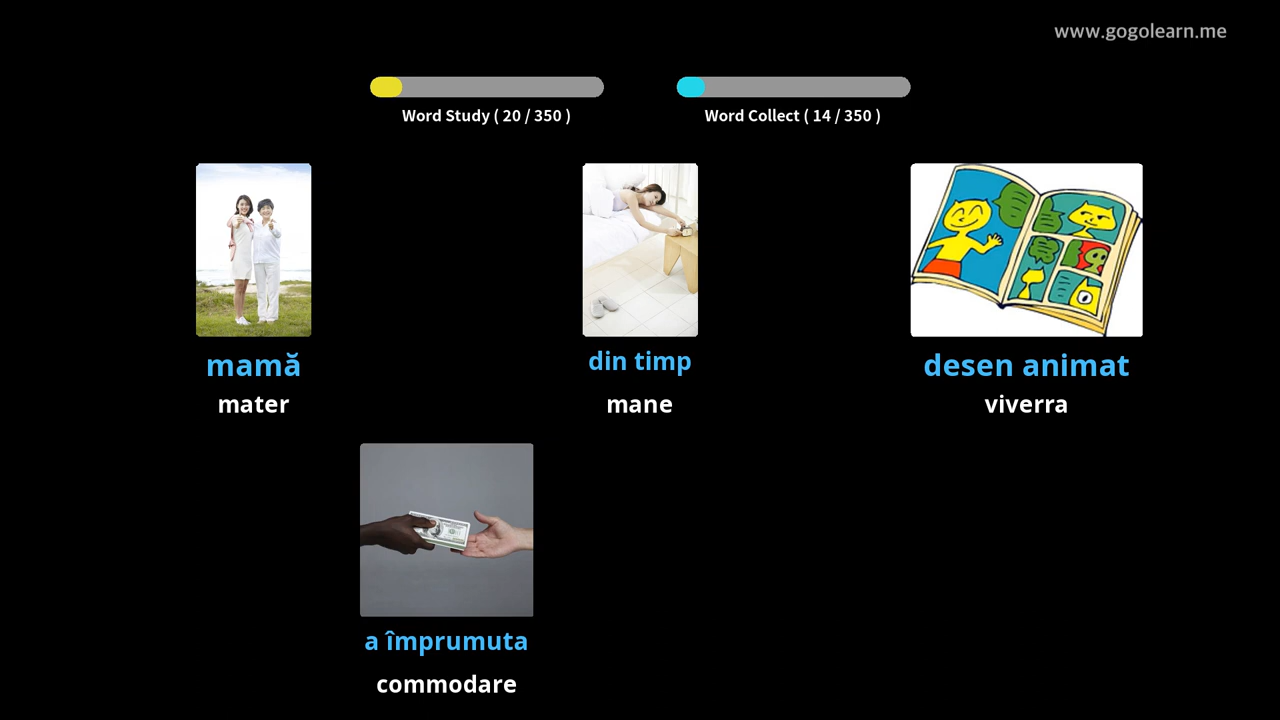 www.gogolearn.me
Word Study ( 20 / 350 )
Word Collect ( 14 / 350 )
mamă
mater
din timp
mane
desen animat
viverra
a împrumuta
commodare